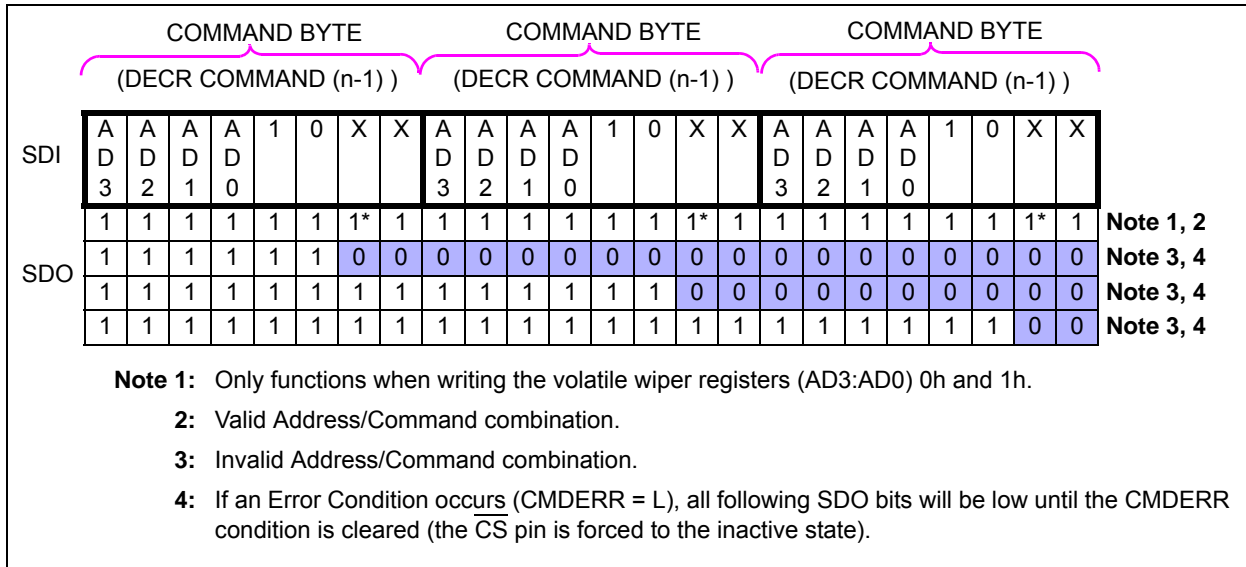 COMMAND BYTE COMMAND BYTE COMMAND BYTE
(DECR COMMAND (n-1) ) (DECR COMMAND (n-1) ) (DECR COMMAND (n-1) )
A A A A 1 0 X X A A A A 1 0 X X A A A A 1 0 X X
SDI D D D D D D D D D D D D
3 2 1 0 3 2 1 0 3 2 1 0
1 1 1 1 1 1 1* 1 1 1 1 1 1 1 1* 1 1 1 1 1 1 1 1* 1 Note 1, 2
SDO 1 1 1 1 1 1 0 0 0 0 0 0 0 0 0 0 0 0 0 0 0 0 0 0 Note 3, 4
1 1 1 1 1 1 1 1 1 1 1 1 1 1 0 0 0 0 0 0 0 0 0 0 Note 3, 4
1 1 1 1 1 1 1 1 1 1 1 1 1 1 1 1 1 1 1 1 1 1 0 0 Note 3, 4
Note 1: Only functions when writing the volatile wiper registers (AD3:AD0) 0h and 1h.
2: Valid Address/Command combination.
3: Invalid Address/Command combination.
4: If an Error Condition occurs (CMDERR = L), all following SDO bits will be low until the CMDERR
condition is cleared (the CS pin is forced to the inactive state).